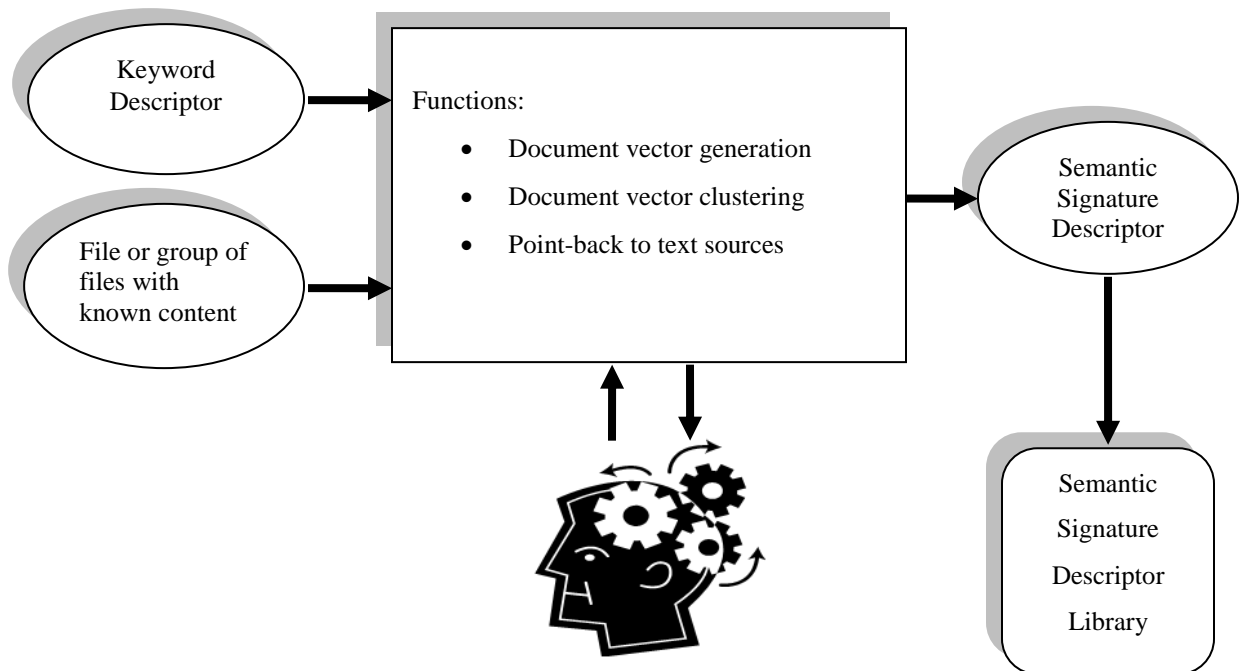 Keyword
Descriptor
File or group of
files with
known content
Functions:
• Document vector generation
• Document vector clustering
• Point-back to text sources
Semantic
Signature
Descriptor
Semantic
Signature
Descriptor
Library